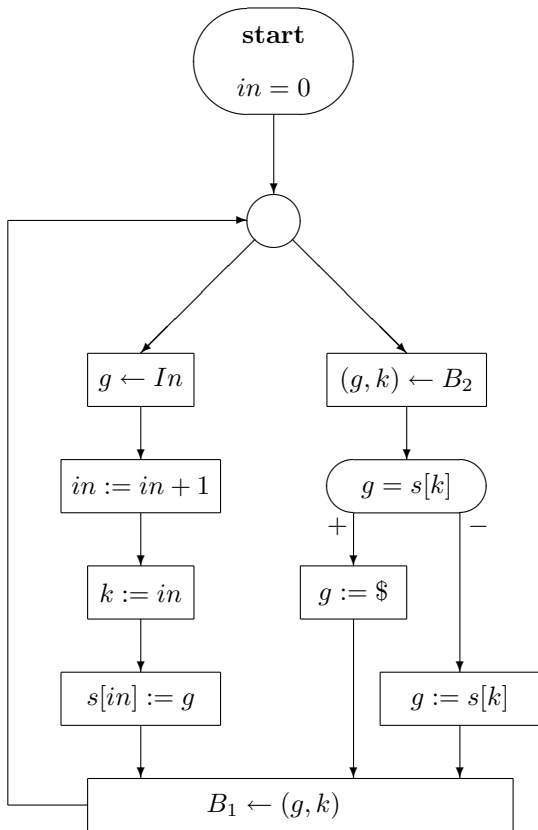 start
in = 0
g ← In
(g, k) ← B₂
in := in + 1
g = s[k]
+
−
k := in
g := $
s[in] := g
g := s[k]
B₁ ← (g, k)